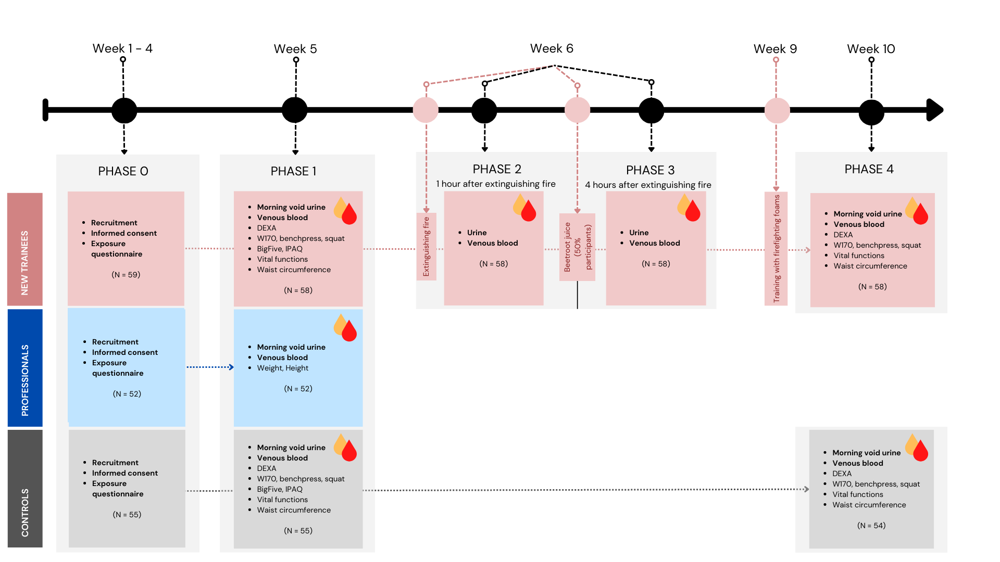 Week 1 - 4
Week 5
Week 6
Week 9
Week 10
PHASE 0
PHASE 1
PHASE 2
1 hour after extinguishing fire
PHASE 3
4 hours after extinguishing fire
PHASE 4
NEW TRAINEES
• Recruitment
• Informed consent
• Exposure
questionnaire
(N = 59)
• Morning void urine
• Venous blood
• DEXA
• W170, benchpress, squat
• BigFive, IPAQ
• Vital functions
• Waist circumference
(N = 58)
Extinguishing fire
• Urine
• Venous blood
(N = 58)
Beetroot juice
(50%
participants)
• Urine
• Venous blood
(N = 58)
Training with firefighting foams
• Morning void urine
• Venous blood
• DEXA
• W170, benchpress, squat
• Vital functions
• Waist circumference
(N = 58)
PROFESSIONALS
• Recruitment
• Informed consent
• Exposure
questionnaire
(N = 52)
• Morning void urine
• Venous blood
• Weight, Height
(N = 52)
CONTROLS
• Recruitment
• Informed consent
• Exposure
questionnaire
(N = 55)
• Morning void urine
• Venous blood
• DEXA
• W170, benchpress, squat
• BigFive, IPAQ
• Vital functions
• Waist circumference
(N = 55)
• Morning void urine
• Venous blood
• DEXA
• W170, benchpress, squat
• Vital functions
• Waist circumference
(N = 54)